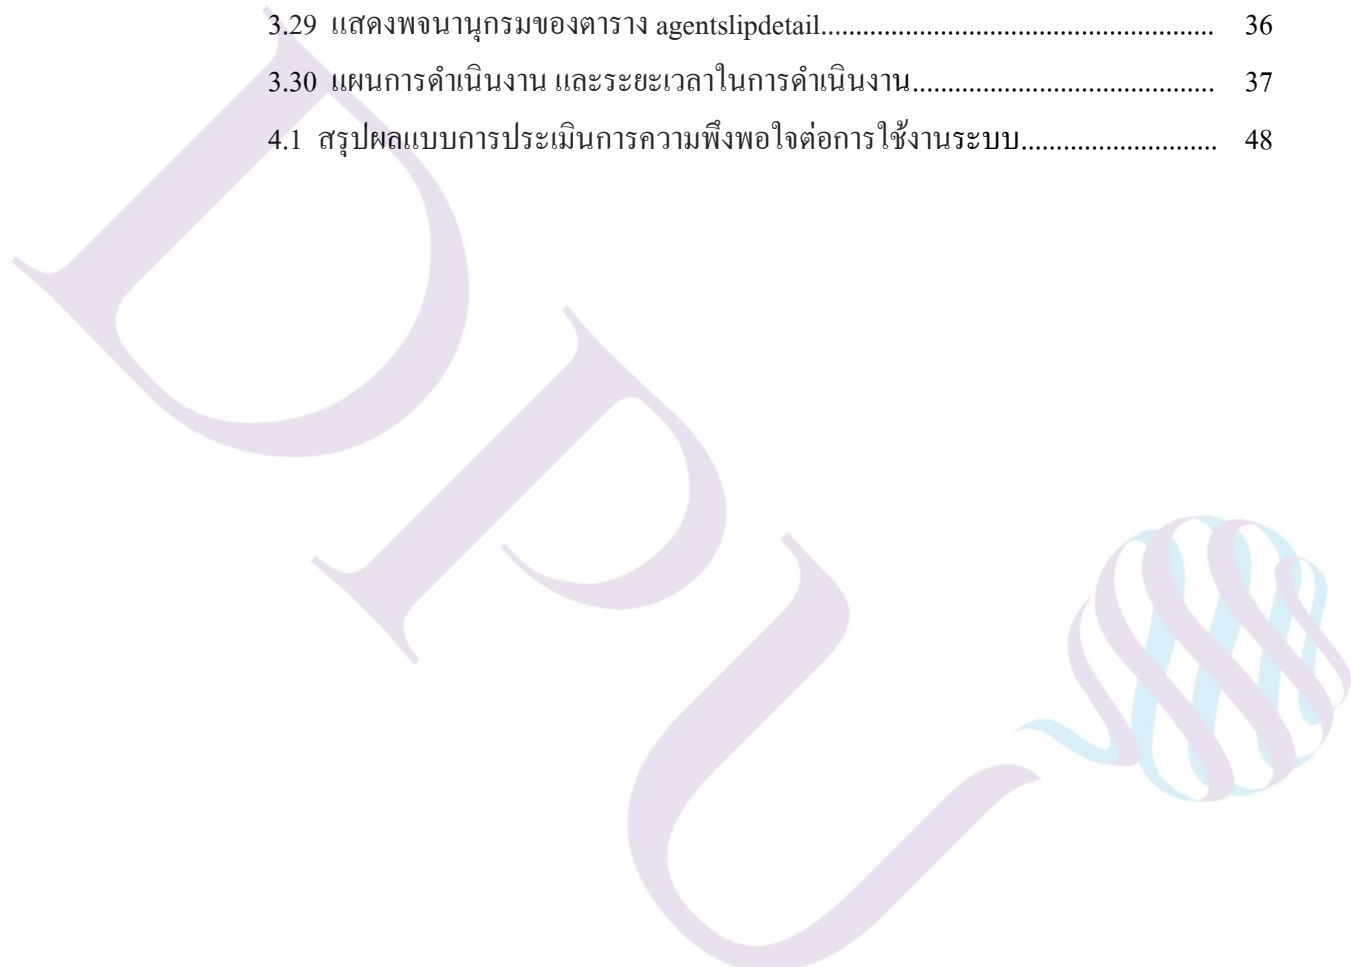 3.29 แสดงพจนานุกรมของตาราง agentslipdetail........................................................ 36
3.30 แผนการดำเนินงาน และระยะเวลาในการดำเนินงาน........................................... 37
4.1 สรุปผลแบบการประเมินการความพึงพอใจต่อการใช้งานระบบ............................ 48
DPU